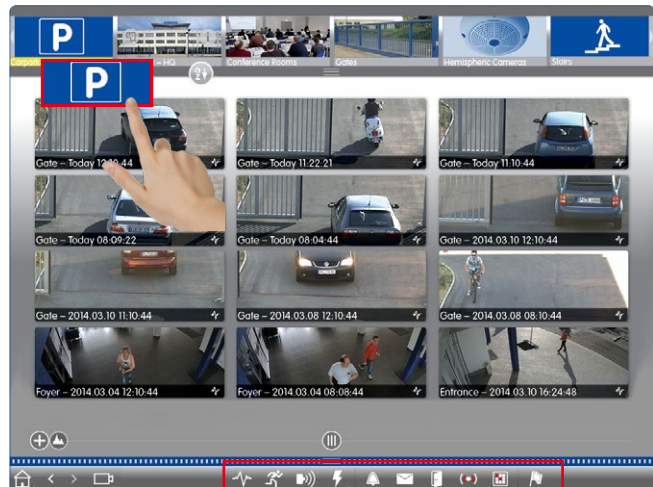 P
Carpark
– HQ
Conference Rooms
Gates
Hemispheric Cameras
Stairs
P
Gate – Today 12:10:44
Gate – Today 11:22:21
Gate – Today 11:10:44
Gate – Today 08:09:22
Gate – Today 08:04:44
Gate – 2014.03.10 12:10:44
Gate – 2014.03.10 11:10:44
Gate – 2014.03.08 12:10:44
Gate – 2014.03.08 08:10:44
Foyer – 2014.03.04 12:10:44
Foyer – 2014.03.04 08:08:44
Entrance – 2014.03.10 16:24:48